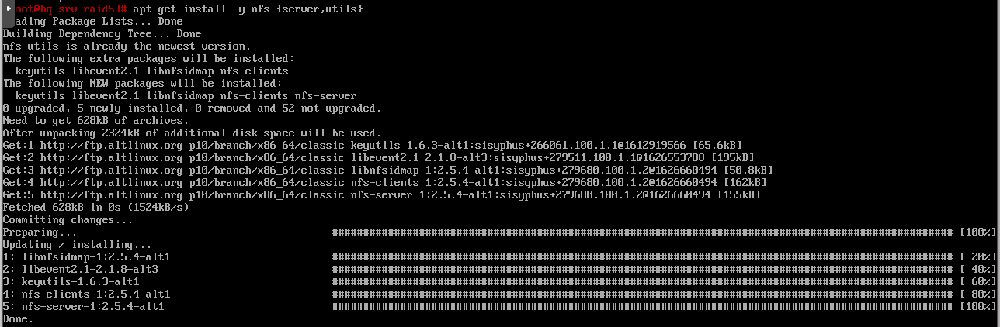 oot@hq-srv raid5]# apt-get install -y nfs-{server,utils}
ading Package Lists... Done
Building Dependency Tree... Done
nfs-utils is already the newest version.
The following extra packages will be installed:
  keyutils libevent2.1 libnfsidmap nfs-clients
The following NEW packages will be installed:
  keyutils libevent2.1 libnfsidmap nfs-clients nfs-server
0 upgraded, 5 newly installed, 0 removed and 52 not upgraded.
Need to get 628kB of archives.
After unpacking 2324kB of additional disk space will be used.
Get:1 http://ftp.altlinux.org p10/branch/x86_64/classic keyutils 1.6.3-alt1:sisyphus+266061.100.1.1@1612919566 [65.6kB]
Get:2 http://ftp.altlinux.org p10/branch/x86_64/classic libevent2.1 2.1.8-alt3:sisyphus+279511.100.1.1@1626553788 [195kB]
Get:3 http://ftp.altlinux.org p10/branch/x86_64/classic libnfsidmap 1:2.5.4-alt1:sisyphus+279680.100.1.2@1626660494 [50.8kB]
Get:4 http://ftp.altlinux.org p10/branch/x86_64/classic nfs-clients 1:2.5.4-alt1:sisyphus+279680.100.1.2@1626660494 [162kB]
Get:5 http://ftp.altlinux.org p10/branch/x86_64/classic nfs-server 1:2.5.4-alt1:sisyphus+279680.100.1.2@1626660494 [155kB]
Fetched 628kB in 0s (1524kB/s)
Committing changes...
Preparing... #################################################################################################### [100%]
Updating / installing...
1: libnfsidmap-1:2.5.4-alt1 #################################################################################################### [ 20%]
2: libevent2.1-2.1.8-alt3 #################################################################################################### [ 40%]
3: keyutils-1.6.3-alt1 #################################################################################################### [ 60%]
4: nfs-clients-1:2.5.4-alt1 #################################################################################################### [ 80%]
5: nfs-server-1:2.5.4-alt1 #################################################################################################### [100%]
Done.